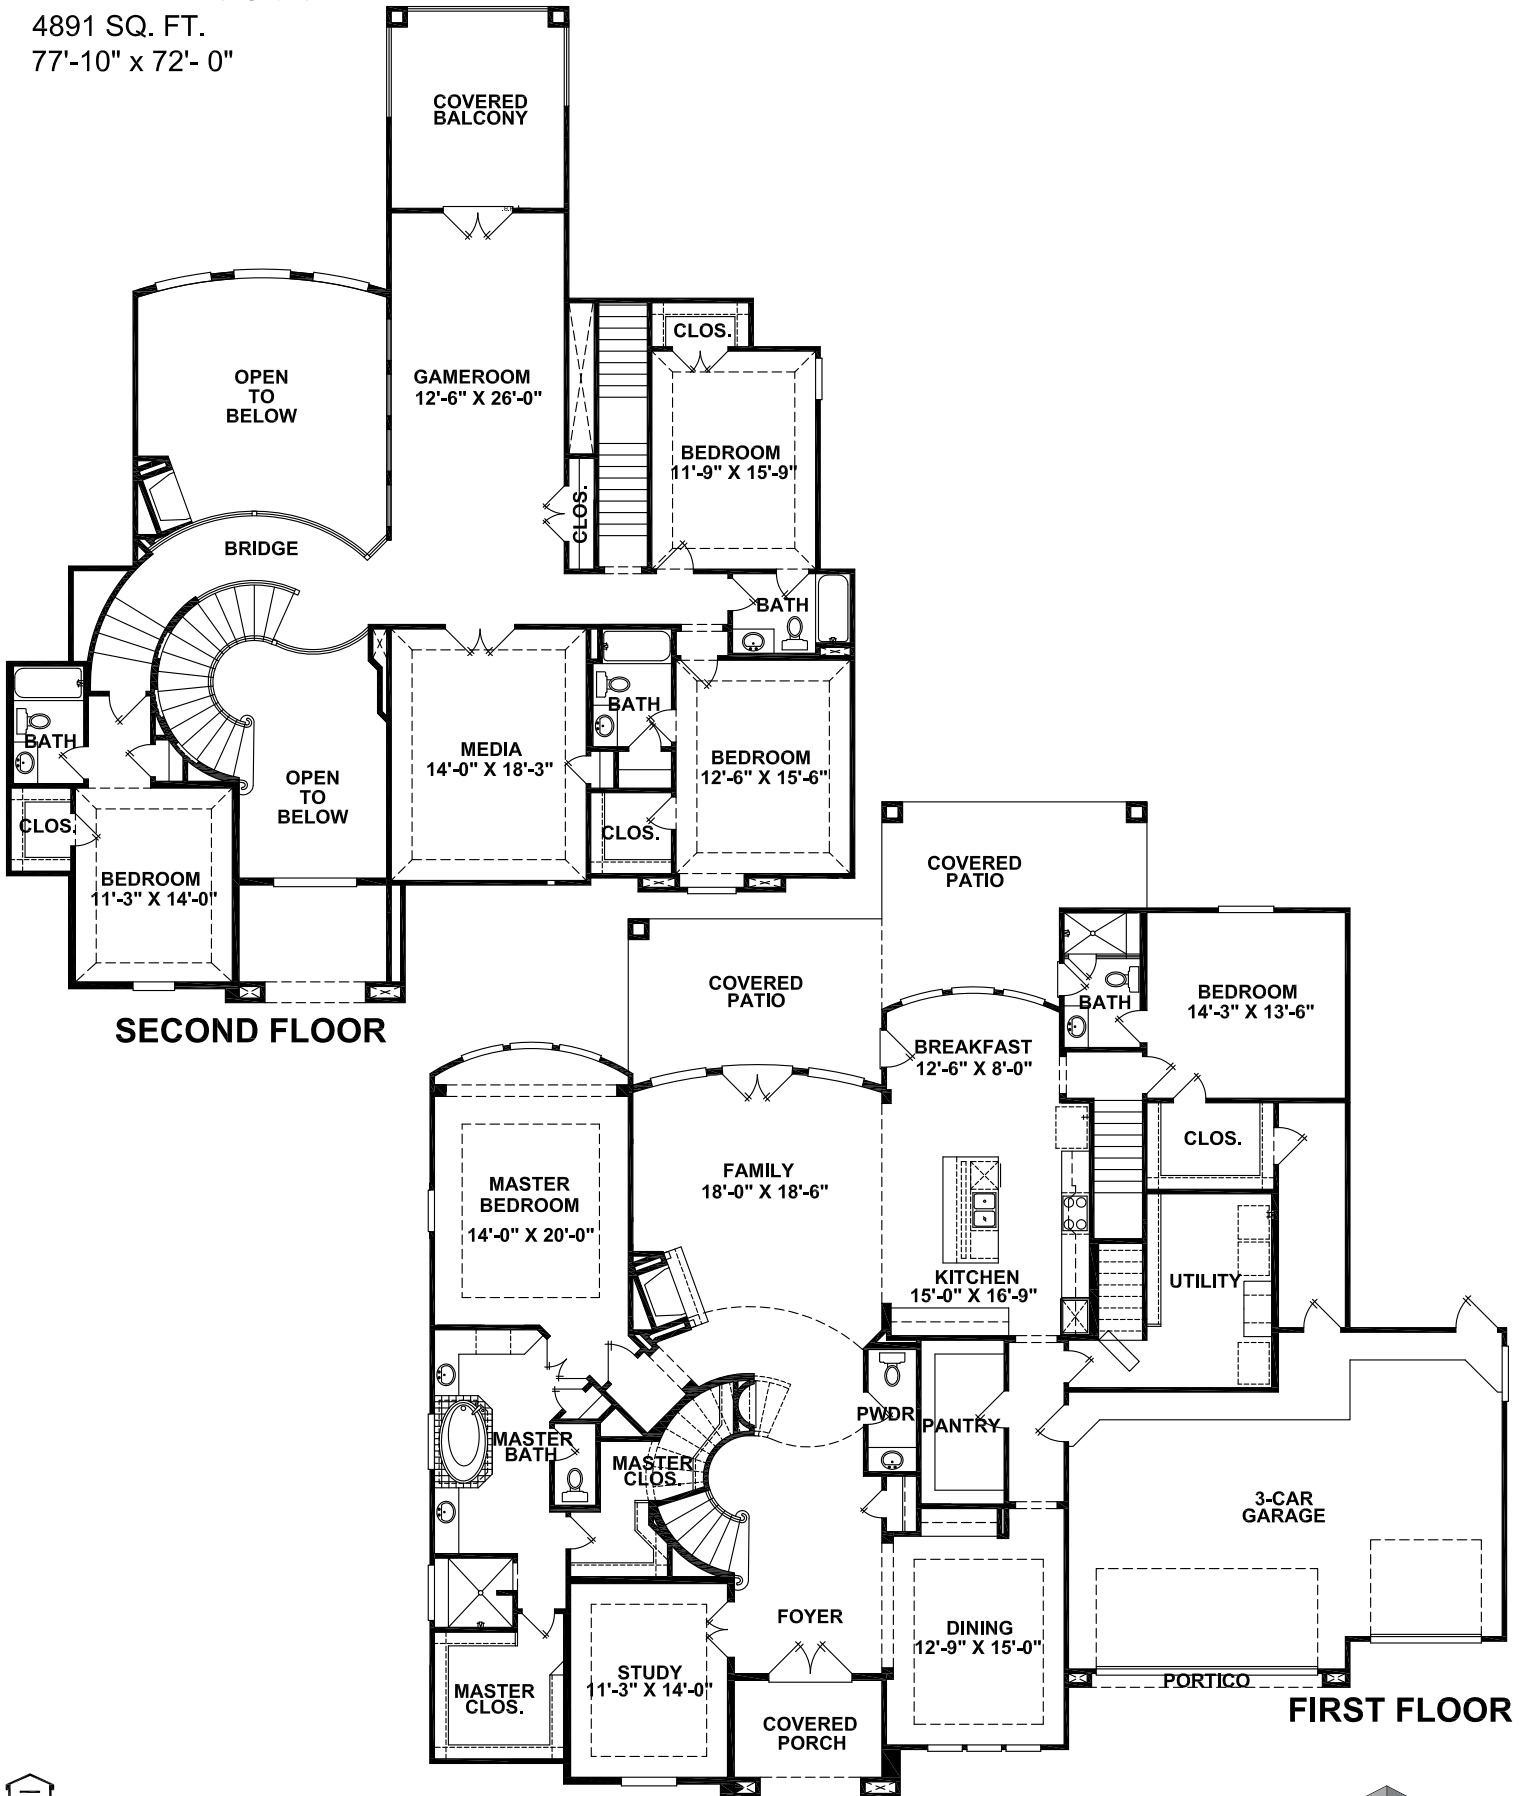 4891 SQ. FT.
77'-10" x 72'- 0"
COVERED
BALCONY
OPEN
TO
BELOW
GAMEROOM
12'-6" X 26'-0"
CLOS.
BEDROOM
11'-9" X 15'-9"
CLOS.
BRIDGE
BATH
BATH
BATH
MEDIA
14'-0" X 18'-3"
BEDROOM
12'-6" X 15'-6"
OPEN
TO
BELOW
CLOS.
CLOS.
BEDROOM
11'-3" X 14'-0"
SECOND FLOOR
COVERED
PATIO
COVERED
PATIO
BATH
BEDROOM
14'-3" X 13'-6"
BREAKFAST
12'-6" X 8'-0"
CLOS.
FAMILY
18'-0" X 18'-6"
MASTER
BEDROOM
14'-0" X 20'-0"
KITCHEN
15'-0" X 16'-9"
UTILITY
PWDR
PANTRY
MASTER
BATH
MASTER
CLOS.
3-CAR
GARAGE
FOYER
DINING
12'-9" X 15'-0"
STUDY
11'-3" X 14'-0"
MASTER
CLOS.
PORTICO
COVERED
PORCH
FIRST FLOOR